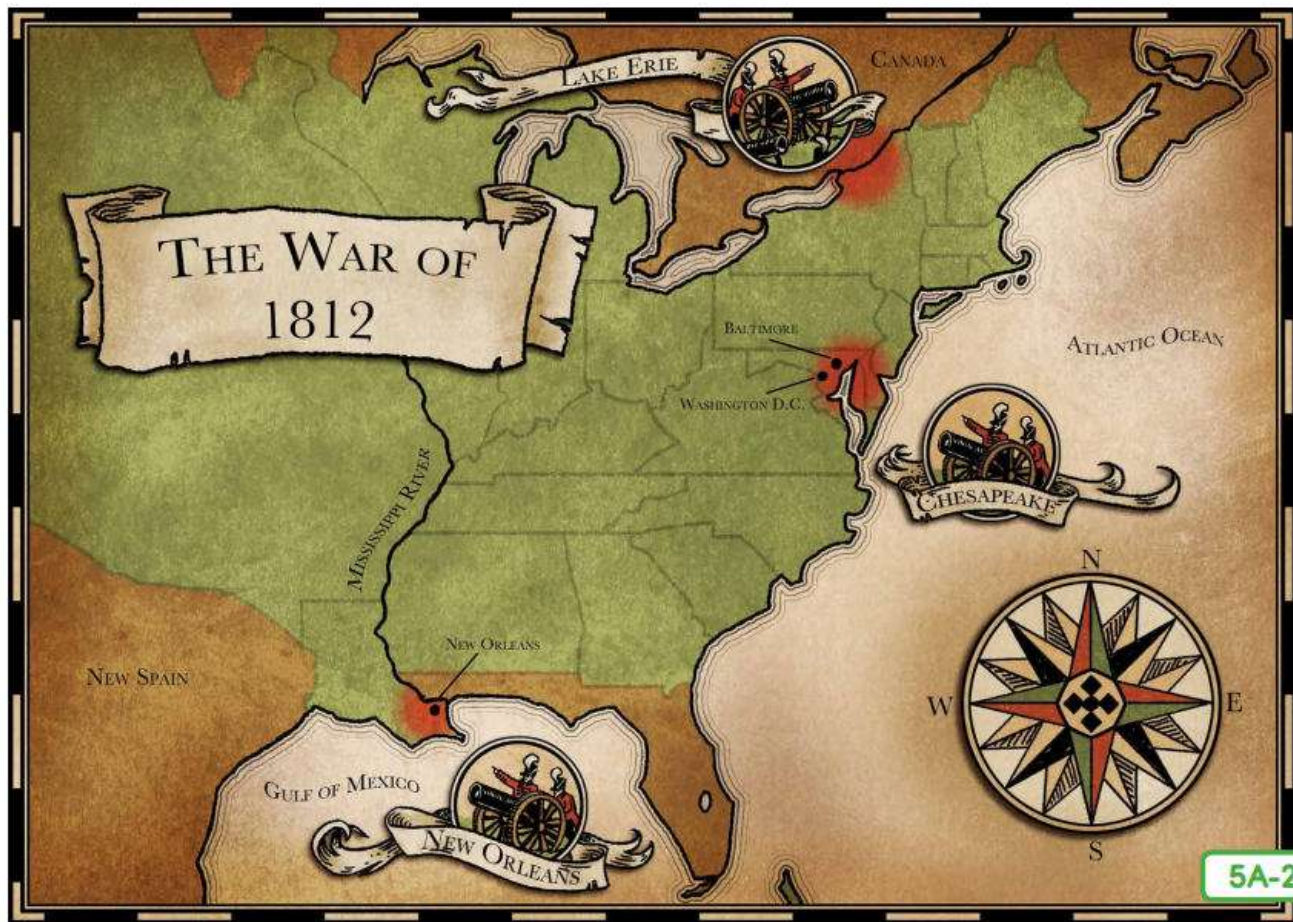 Lake Erie
Canada
The War of
1812
Baltimore
Washington D.C.
Atlantic Ocean
Chesapeake
Mississippi River
New Orleans
New Spain
Gulf of Mexico
New Orleans
N
W
E
S
5A-2